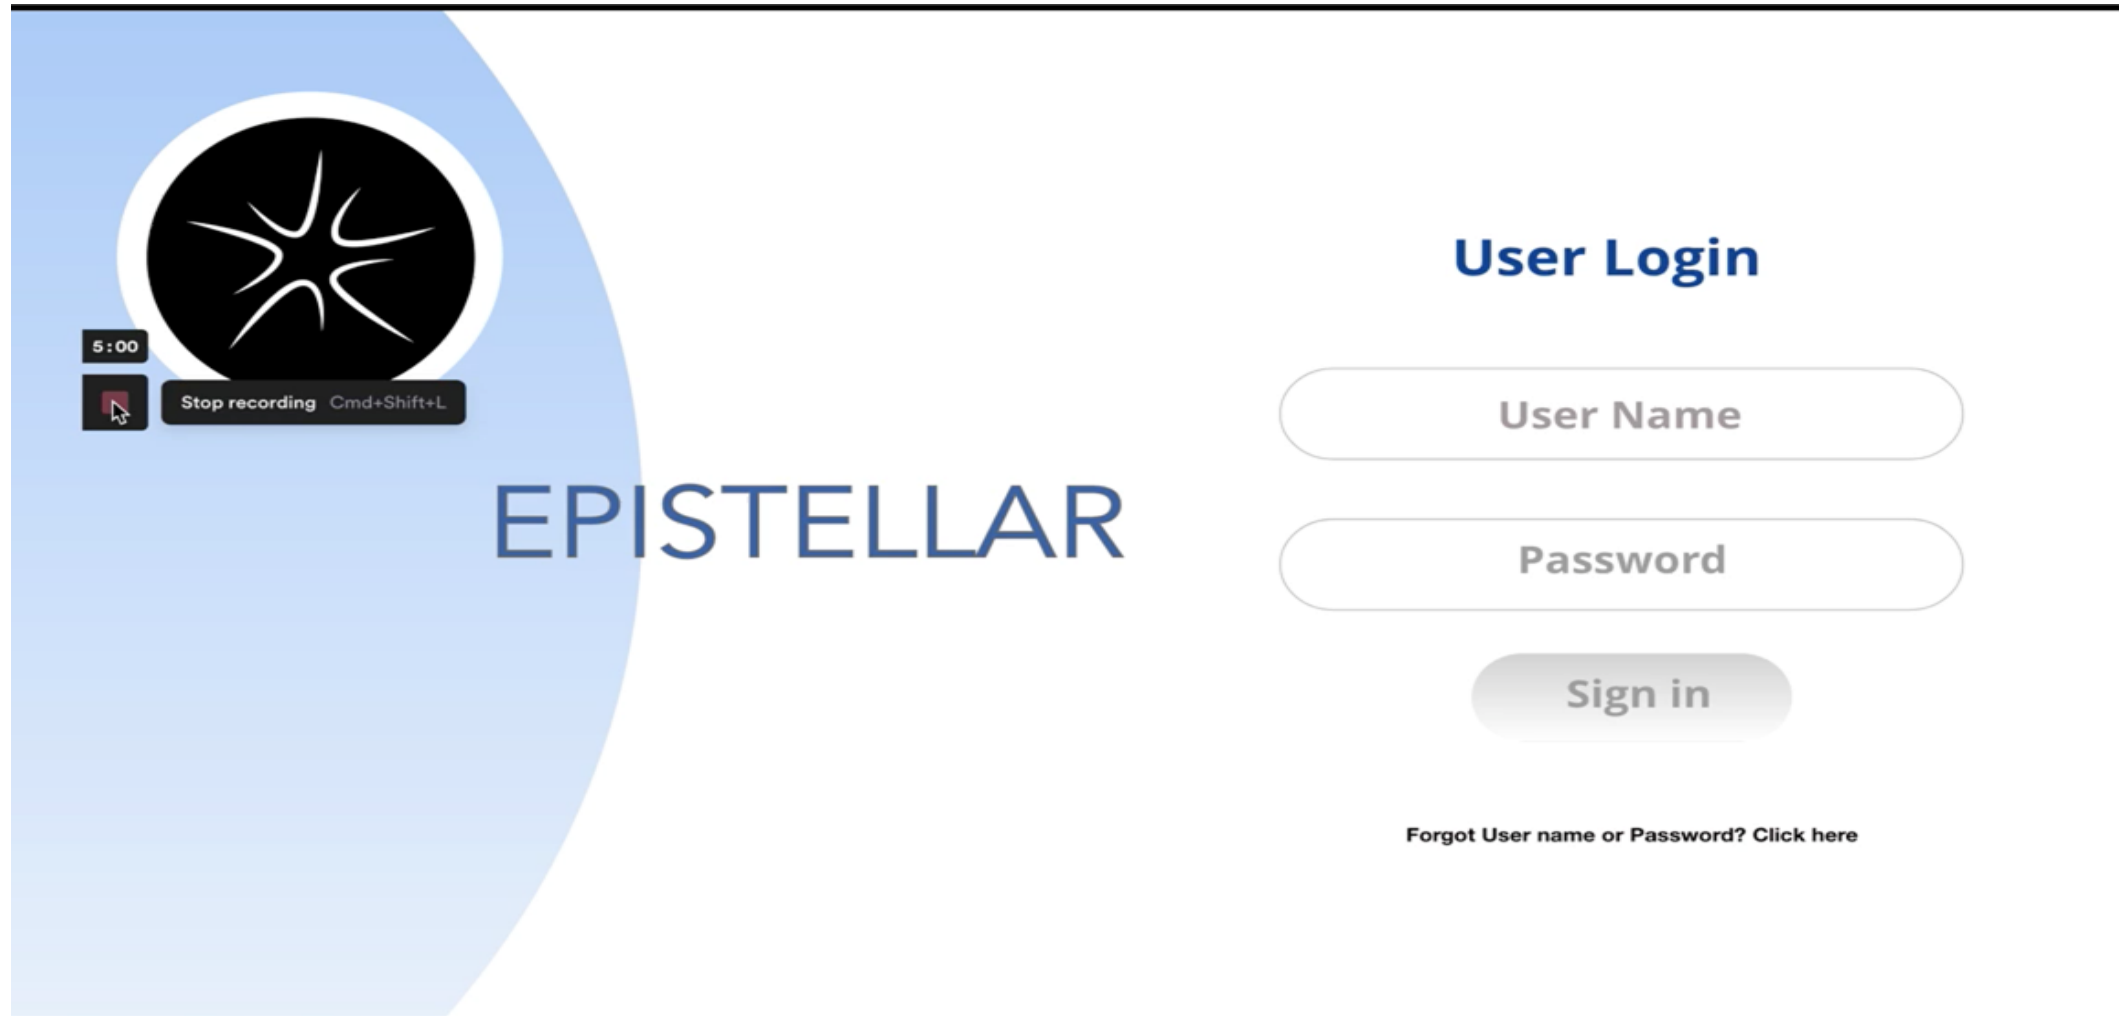 5:00
Stop recording Cmd+Shift+L
EPISTELLAR
User Login
User Name
Password
Sign in
Forgot User name or Password? Click here